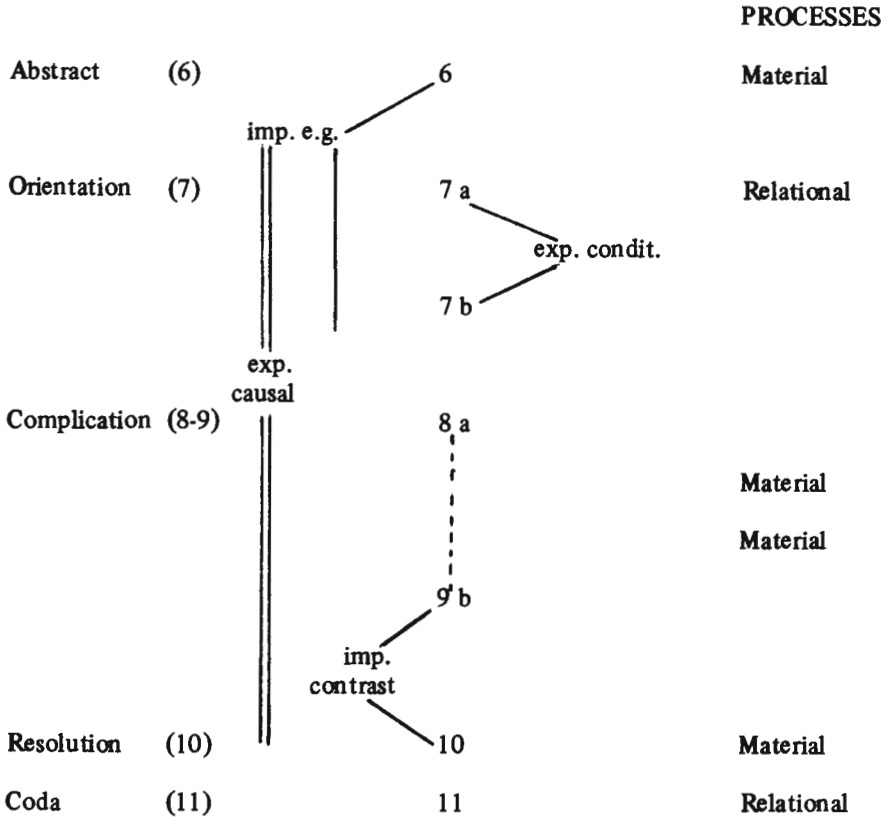 PROCESSES
Abstract (6) 6 Material
imp. e.g.
Orientation (7) 7 a Relational
exp. condit.
7 b
exp.
causal
Complication (8-9) 8 a
Material
Material
9 b
imp.
contrast
Resolution (10) 10 Material
Coda (11) 11 Relational